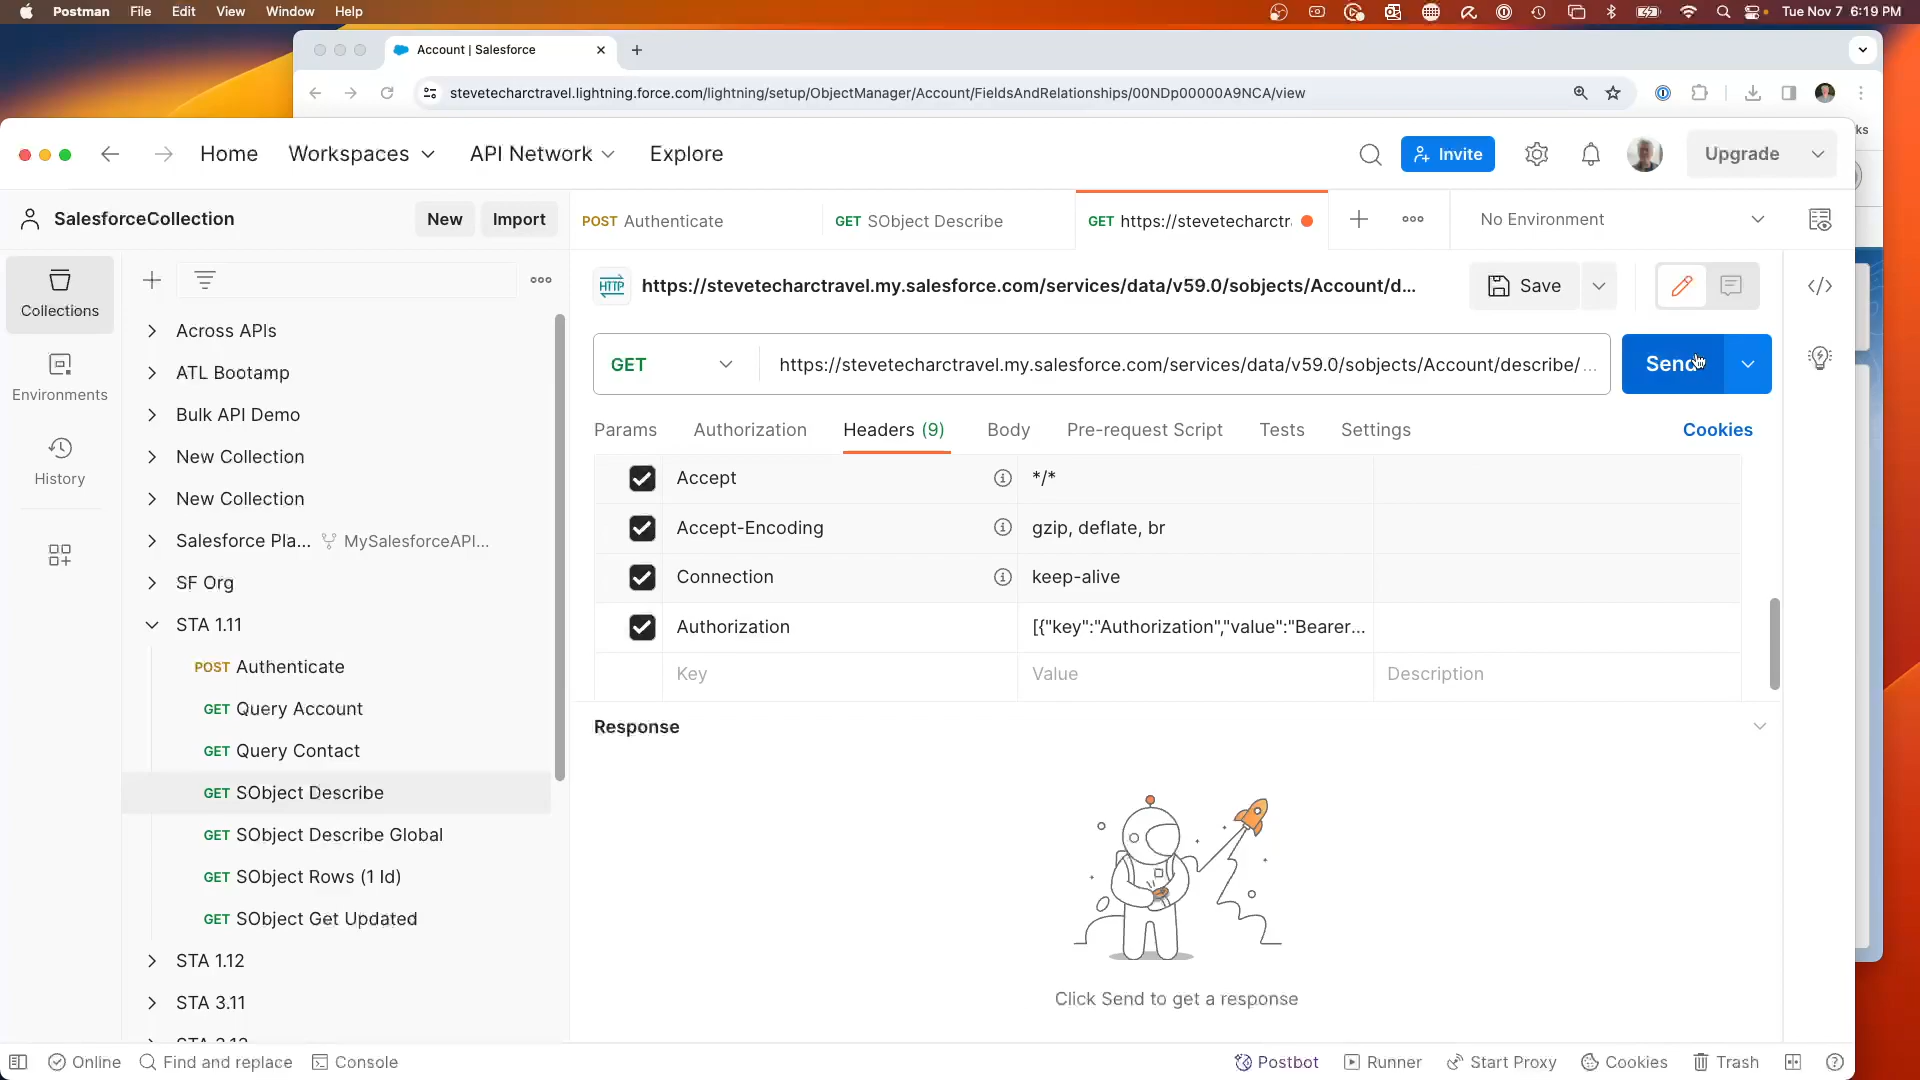 Postman File Edit View Window Help
Tue Nov 7 6:19 PM
Account | Salesforce
stevetecharctravel.lightning.force.com/lightning/setup/ObjectManager/Account/FieldsAndRelationships/00NDp00000A9NCA/view
ks
Home Workspaces API Network Explore
Invite
Upgrade
SalesforceCollection
New
Import
POST Authenticate
GET SObject Describe
GET https://stevetecharctr.
No Environment
Collections
Environments
History
Across APIs
ATL Bootamp
Bulk API Demo
New Collection
New Collection
Salesforce Pla... MySalesforceAPI...
SF Org
STA 1.11
POST Authenticate
GET Query Account
GET Query Contact
GET SObject Describe
GET SObject Describe Global
GET SObject Rows (1 Id)
GET SObject Get Updated
STA 1.12
STA 3.11
HTTP https://stevetecharctravel.my.salesforce.com/services/data/v59.0/sobjects/Account/d...
Save
GET https://stevetecharctravel.my.salesforce.com/services/data/v59.0/sobjects/Account/describe/ ...
Send
Params Authorization Headers (9) Body Pre-request Script Tests Settings Cookies
Accept */*
Accept-Encoding gzip, deflate, br
Connection keep-alive
Authorization [{"key":"Authorization","value":"Bearer...
Key Value Description
Response
Click Send to get a response
Online Find and replace Console
Postbot Runner Start Proxy Cookies Trash